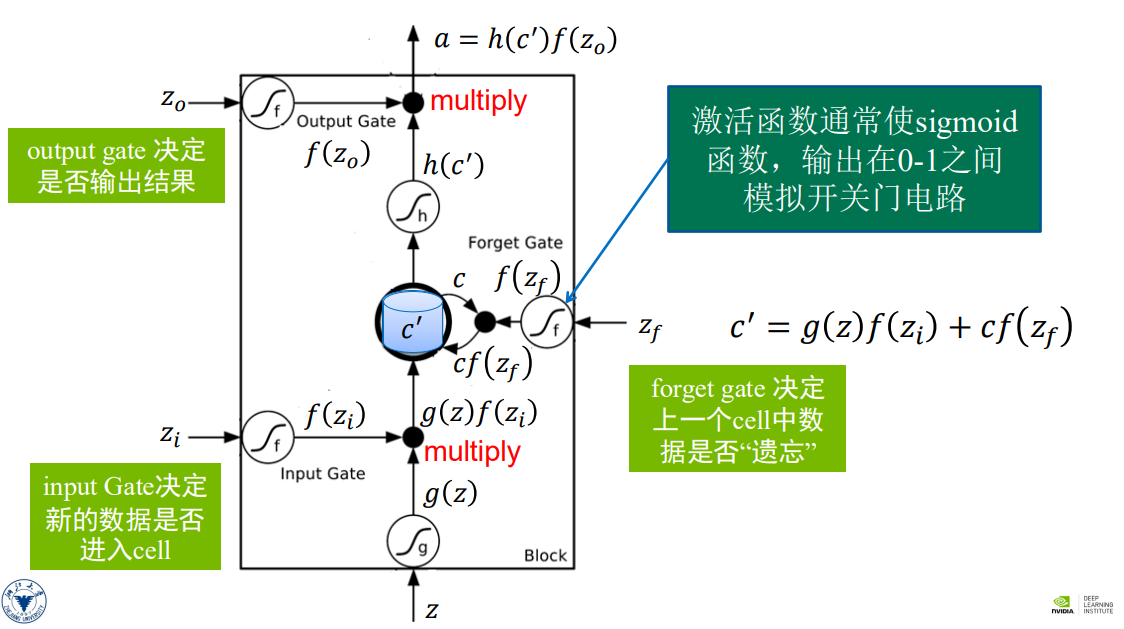 a = h(c′)f(z_o)
z_o
f
multiply
Output Gate
f(z_o)
output gate 决定
是否输出结果
h(c′)
h
激活函数通常使sigmoid
函数，输出在0-1之间
模拟开关门电路
Forget Gate
c
f(z_f)
c′
f
z_f
c′ = g(z)f(z_i) + cf(z_f)
cf(z_f)
forget gate 决定
上一个cell中数
据是否“遗忘”
f(z_i)
g(z)f(z_i)
z_i
f
multiply
Input Gate
input Gate决定
新的数据是否
进入cell
g(z)
g
Block
z
ZHEJIANG UNIVERSITY
NVIDIA
DEEP
LEARNING
INSTITUTE